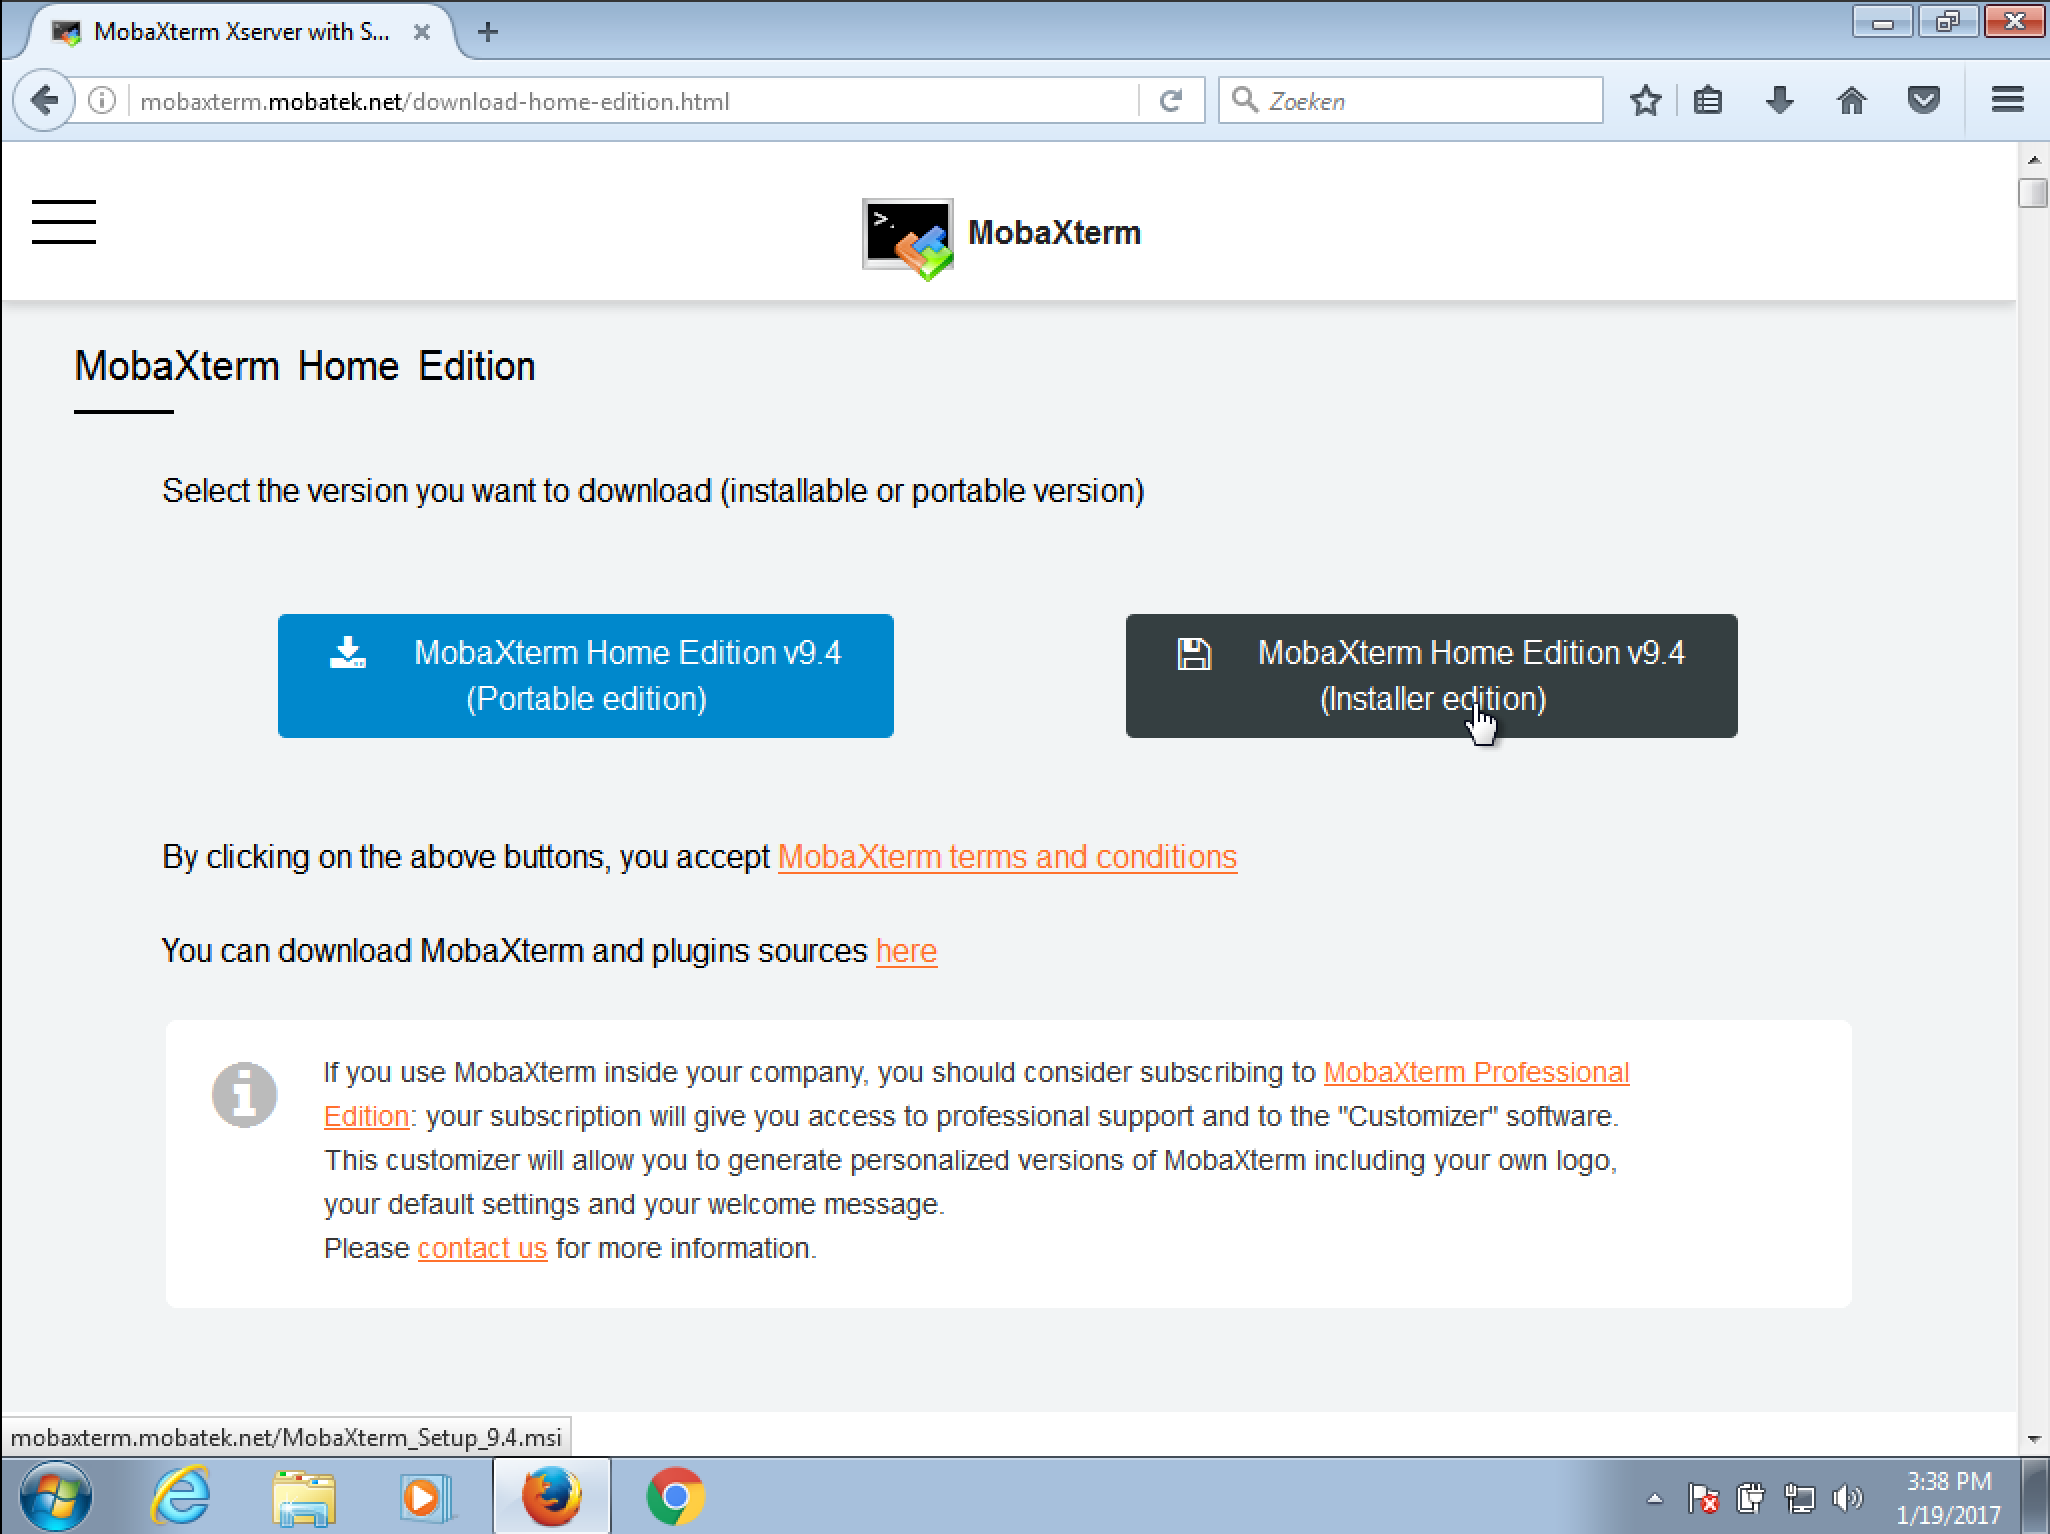 MobaXterm Xserver with S...
mobaxterm.mobatek.net/download-home-edition.html
Zoeken
>.
MobaXterm
MobaXterm Home Edition
Select the version you want to download (installable or portable version)
MobaXterm Home Edition v9.4
(Portable edition)
MobaXterm Home Edition v9.4
(Installer edition)
By clicking on the above buttons, you accept MobaXterm terms and conditions
You can download MobaXterm and plugins sources here
If you use MobaXterm inside your company, you should consider subscribing to MobaXterm Professional
Edition: your subscription will give you access to professional support and to the "Customizer" software.
This customizer will allow you to generate personalized versions of MobaXterm including your own logo,
your default settings and your welcome message.
Please contact us for more information.
mobaxterm.mobatek.net/MobaXterm_Setup_9.4.msi
3:38 PM
1/19/2017